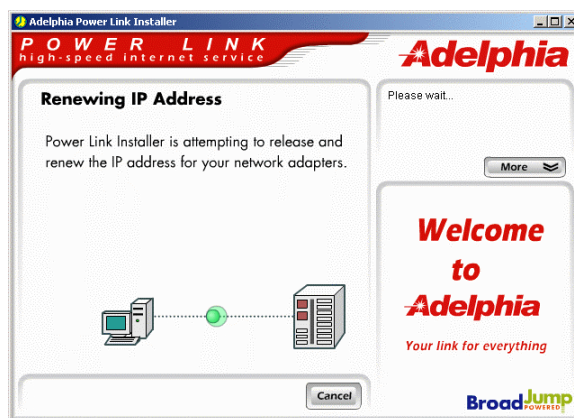 Adelphia Power Link Installer
POWER LINK
high-speed internet service
Adelphia
Renewing IP Address
Power Link Installer is attempting to release and
renew the IP address for your network adapters.
Please wait...
More
Welcome
to
Adelphia
Your link for everything
Cancel
BroadJump
POWERED